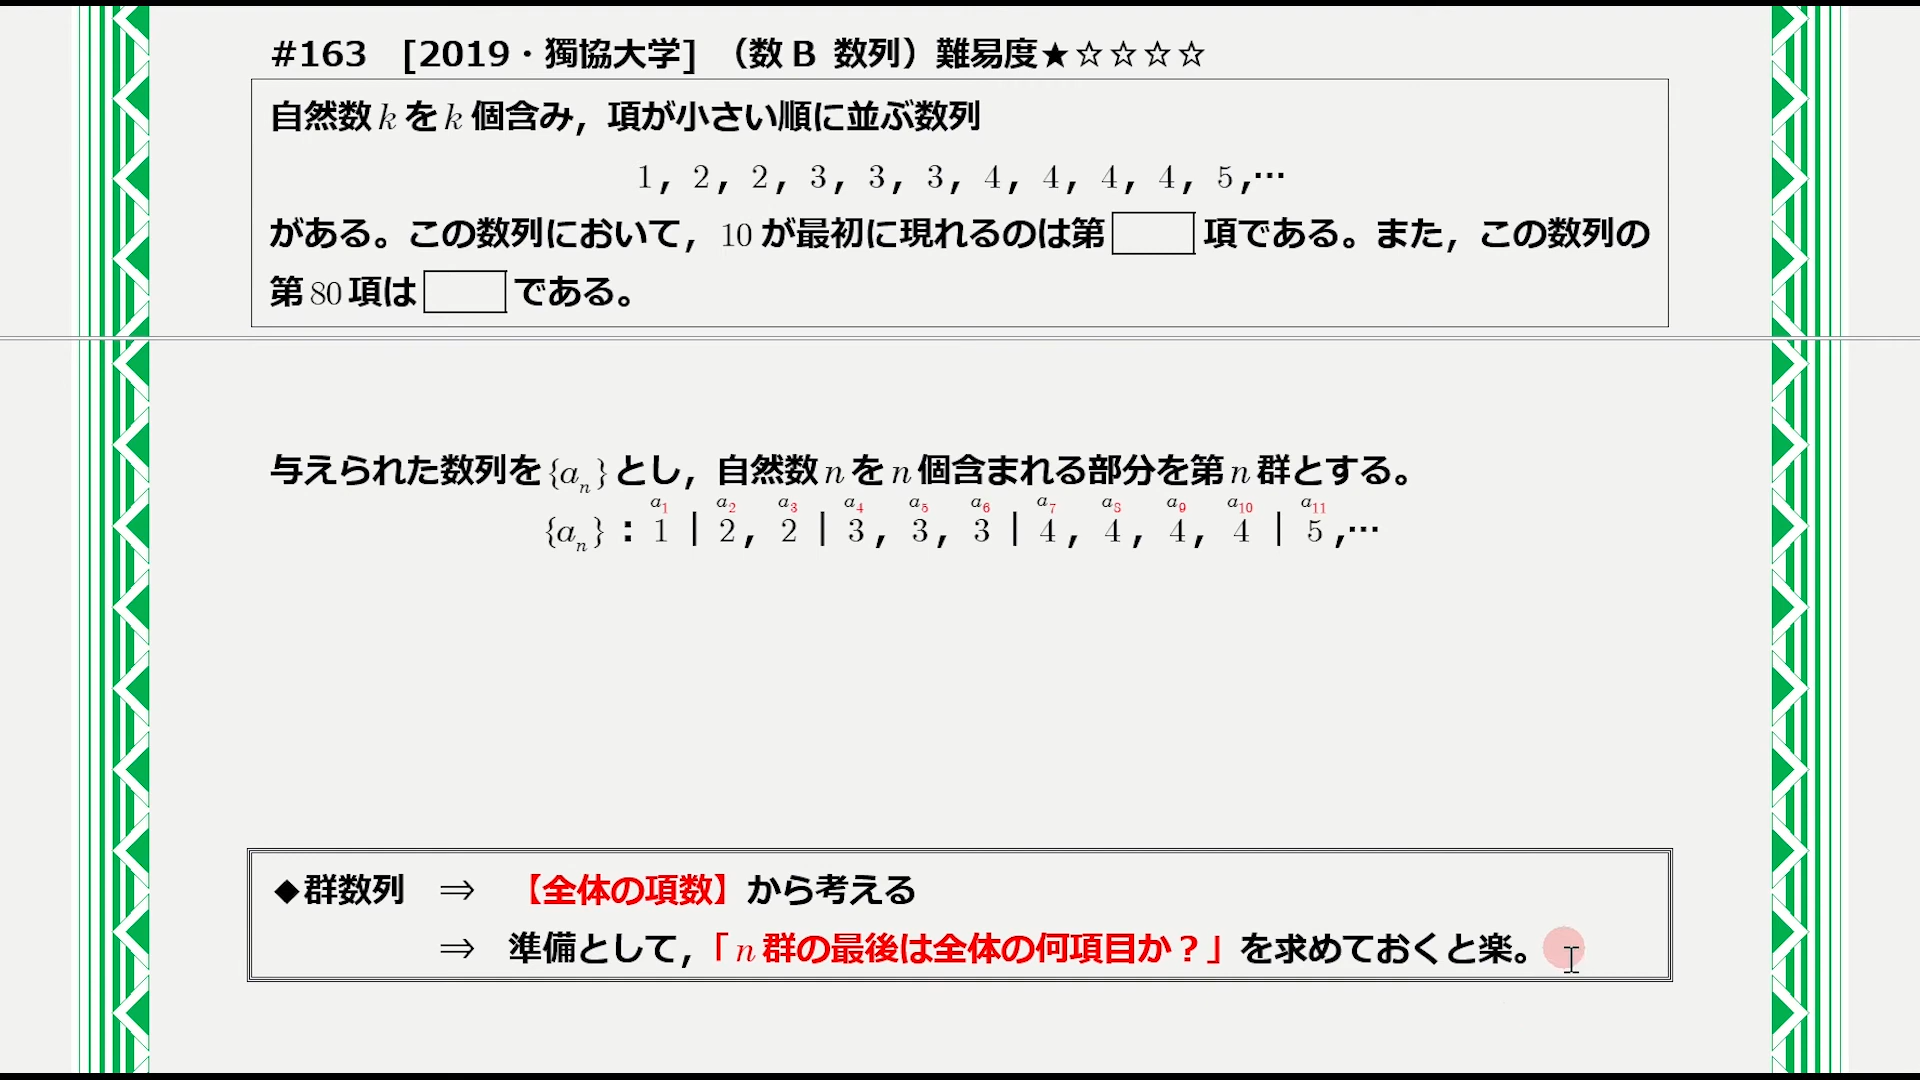 #163 [2019・獨協大学] （数B 数列）難易度★☆☆☆☆
自然数 k を k 個含み，項が小さい順に並ぶ数列
1, 2, 2, 3, 3, 3, 4, 4, 4, 4, 5,…
がある。この数列において，10 が最初に現れるのは第 項である。また，この数列の
第 80 項は である。
与えられた数列を {aₙ} とし，自然数 n を n 個含まれる部分を第 n 群とする。
a₁ a₂ a₃ a₄ a₅ a₆ a₇ a₈ a₉ a₁₀ a₁₁
{aₙ} : 1 | 2, 2 | 3, 3, 3 | 4, 4, 4, 4 | 5,…
◆群数列 ⇒ 【全体の項数】から考える
⇒ 準備として，「n 群の最後は全体の何項目か？」を求めておくと楽。